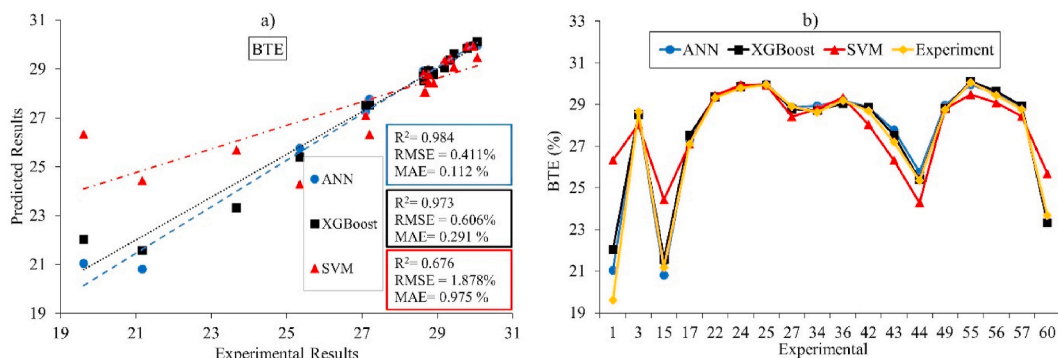 a)
BTE
Predicted Results
31
29
27
25
23
21
19
R²= 0.984
RMSE = 0.411%
MAE= 0.112 %
R²= 0.973
RMSE = 0.606%
MAE= 0.291 %
R²= 0.676
RMSE = 1.878%
MAE= 0.975 %
ANN
XGBoost
SVM
19 21 23 25 27 29 31
Experimental Results
b)
ANN XGBoost SVM Experiment
BTE (%)
33
31
29
27
25
23
21
19
1 3 15 17 22 24 25 27 34 36 42 43 44 49 55 56 57 60
Experimental